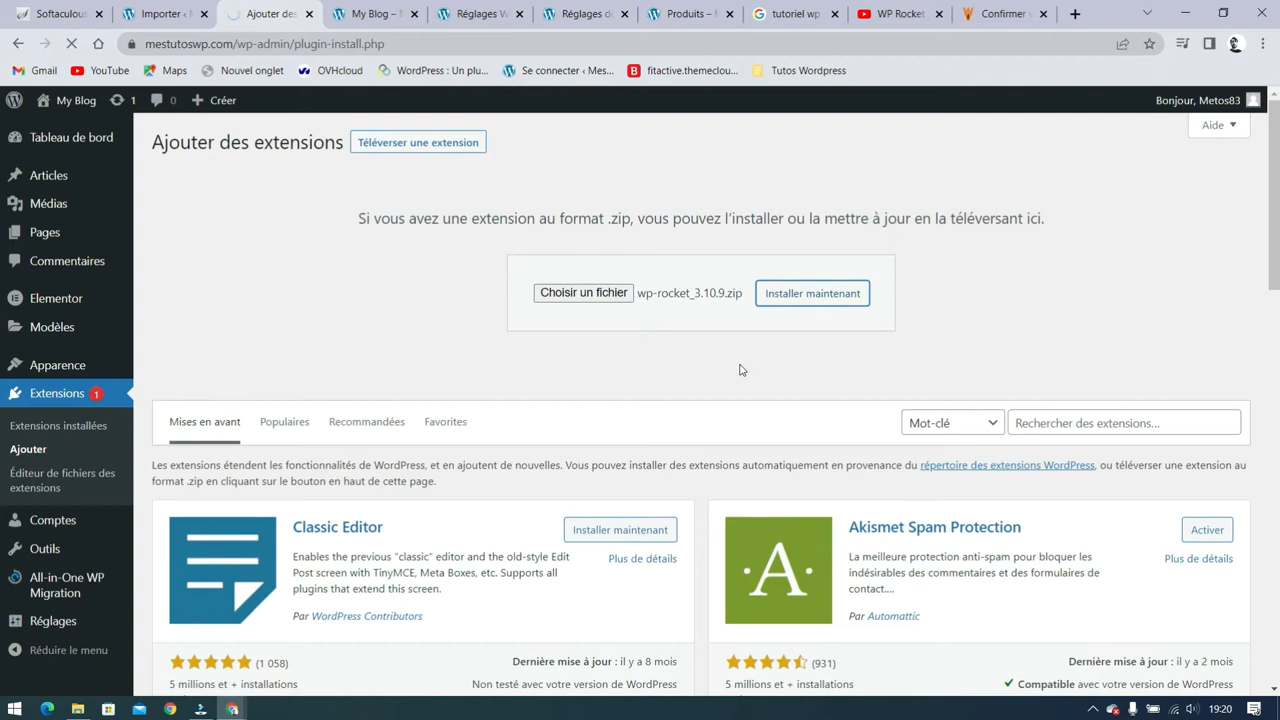 Softaculous
Importer ‹ M
Ajouter des
My Blog –
Réglages W
Réglages de
Produits –
tutoriel wp
WP Rocket
Confirmer v
mestutoswp.com/wp-admin/plugin-install.php
Gmail
YouTube
Maps
Nouvel onglet
OVHcloud
WordPress : Un plu...
Se connecter ‹ Mes...
fitactive.themeclou...
Tutos Wordpress
My Blog
1
0
Créer
Bonjour, Metos83
Tableau de bord
Articles
Médias
Pages
Commentaires
Elementor
Modèles
Apparence
Extensions 1
Extensions installées
Ajouter
Éditeur de fichiers des
extensions
Comptes
Outils
All-in-One WP
Migration
Réglages
Réduire le menu
Aide
Ajouter des extensions
Téléverser une extension
Si vous avez une extension au format .zip, vous pouvez l’installer ou la mettre à jour en la téléversant ici.
Choisir un fichier wp-rocket_3.10.9.zip Installer maintenant
Mises en avant Populaires Recommandées Favorites
Mot-clé Rechercher des extensions...
Les extensions étendent les fonctionnalités de WordPress, et en ajoutent de nouvelles. Vous pouvez installer des extensions automatiquement en provenance du répertoire des extensions WordPress, ou téléverser une extension au
format .zip en cliquant sur le bouton en haut de cette page.
Classic Editor
Installer maintenant
Plus de détails
Enables the previous "classic" editor and the old-style Edit
Post screen with TinyMCE, Meta Boxes, etc. Supports all
plugins that extend this screen.
Par WordPress Contributors
(1 058)
5 millions et + installations
Dernière mise à jour : il y a 8 mois
Non testé avec votre version de WordPress
Akismet Spam Protection
Activer
Plus de détails
La meilleure protection anti-spam pour bloquer les
indésirables des commentaires et des formulaires de
contact....
Par Automattic
(931)
5 millions et + installations
Dernière mise à jour : il y a 2 mois
Compatible avec votre version de WordPress
19:20